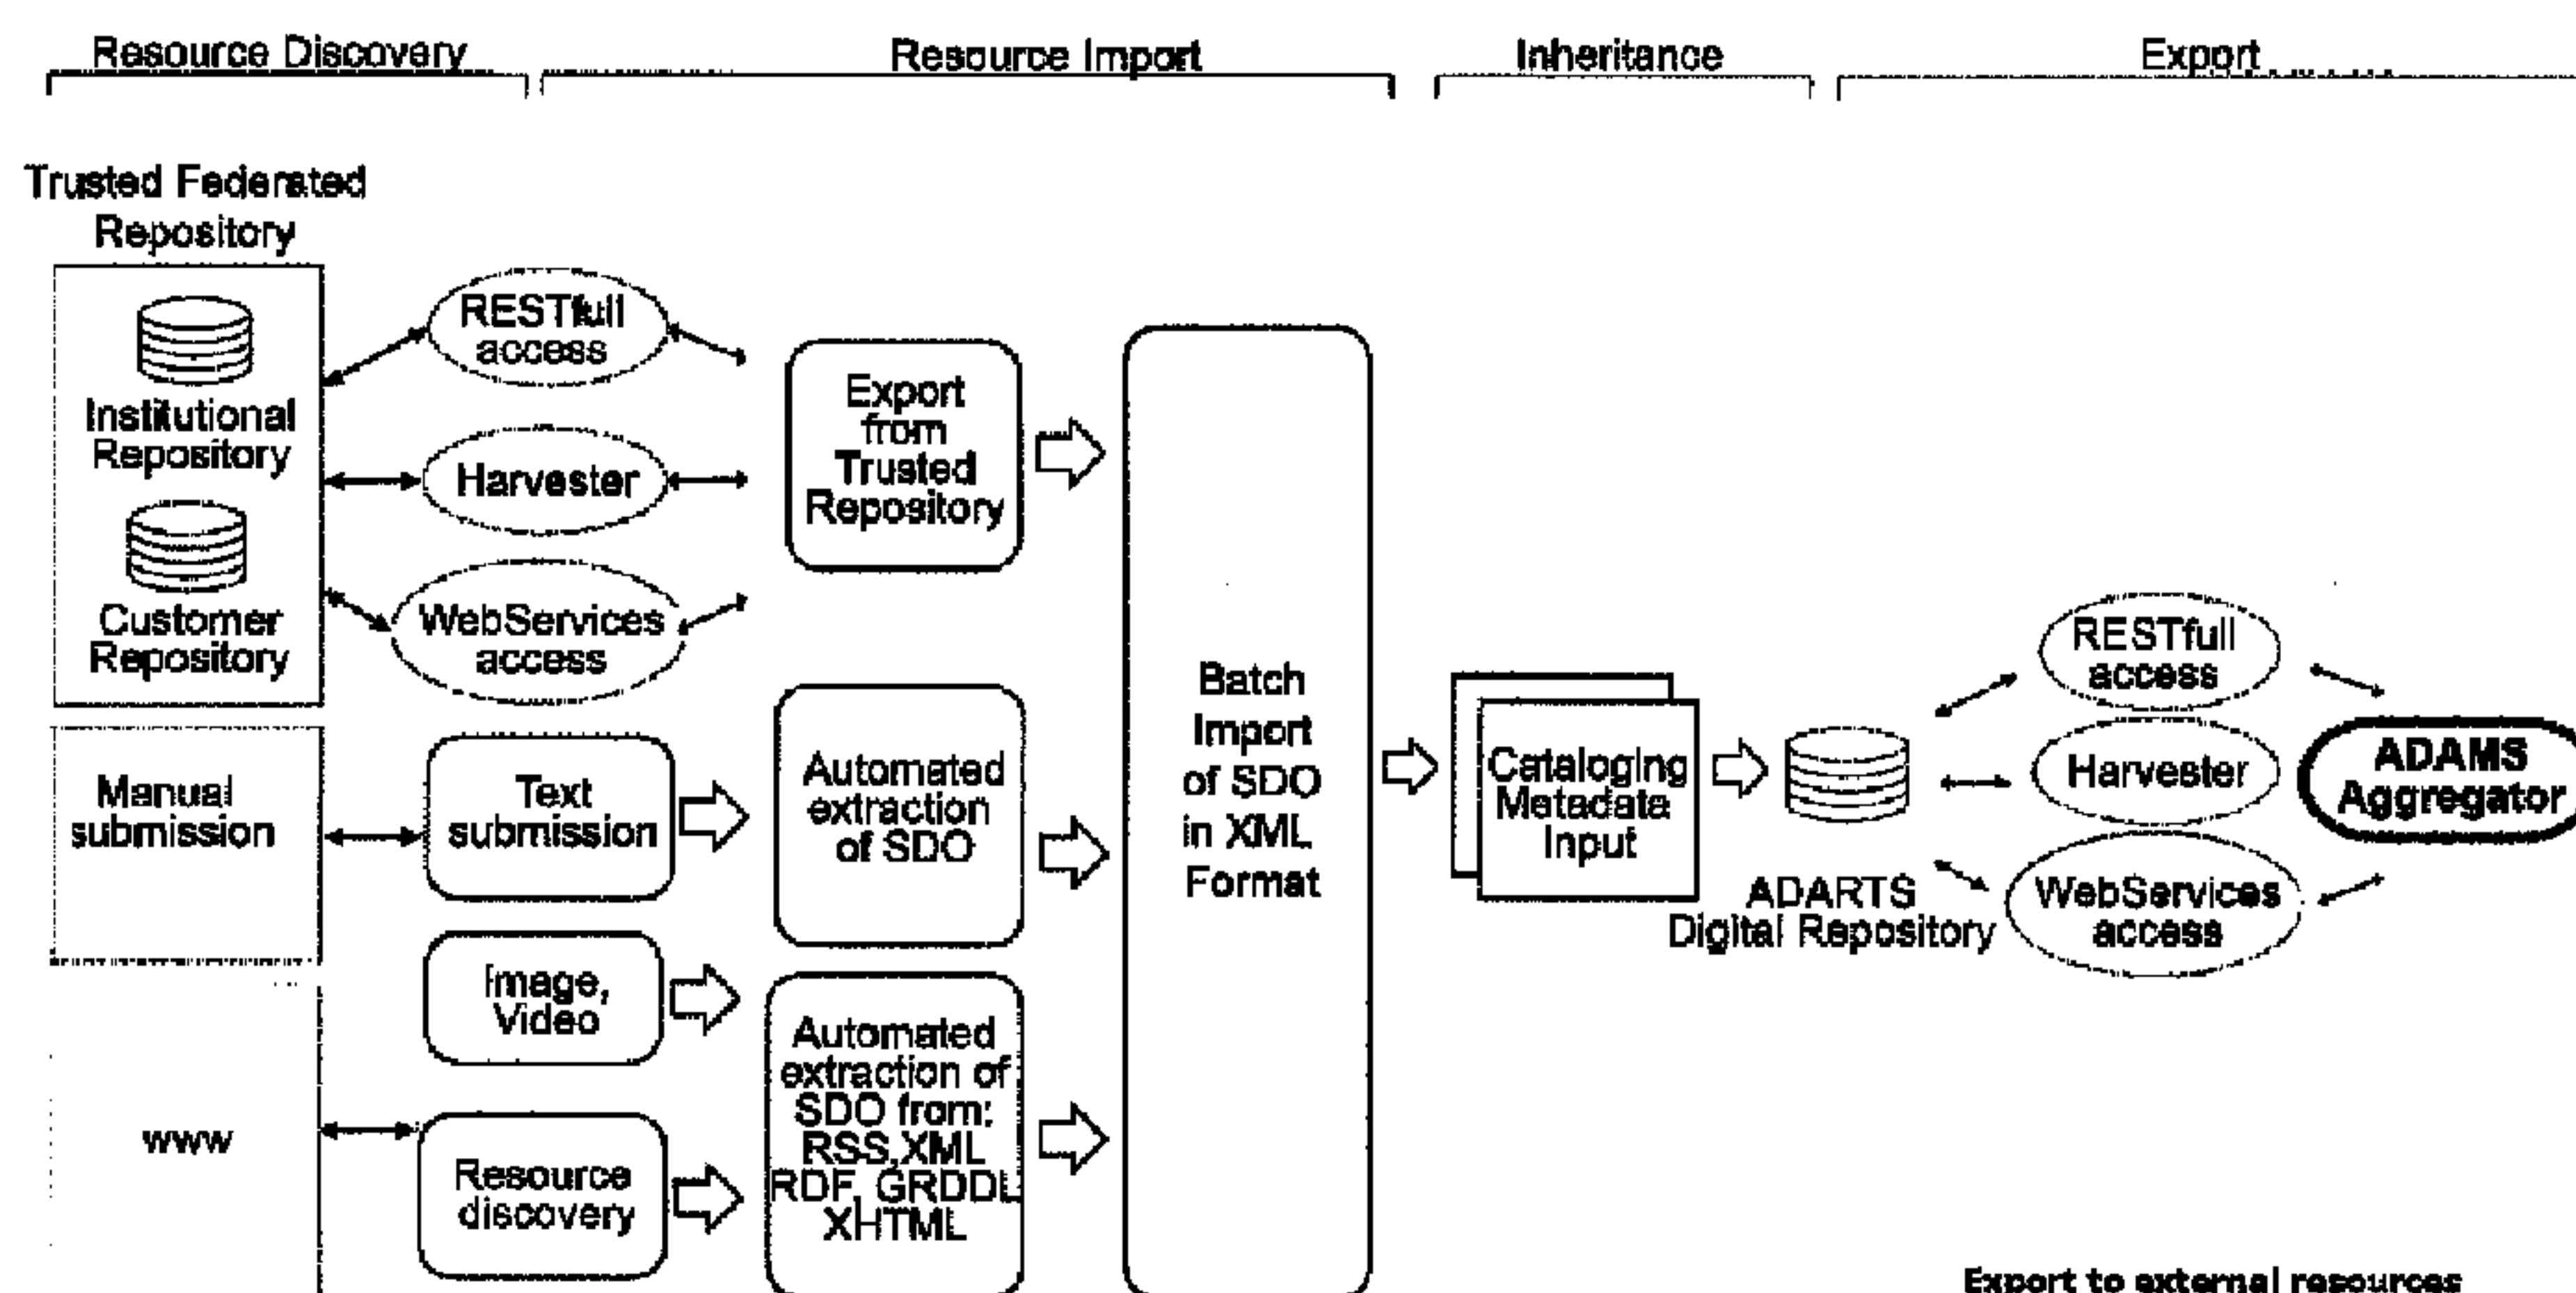 Resource Discovery
Resource Import
Inheritance
Export
Trusted Federated
Repository
Institutional
Repository
Customer
Repository
RESTfull
access
Harvester
WebServices
access
Export
from
Trusted
Repository
Manual
submission
Text
submission
Automated
extraction
of SDO
Image,
Video
www
Resource
discovery
Automated
extraction of
SDO from:
RSS,XML
RDF, GRDDL
XHTML
Batch
Import
of SDO
in XML
Format
Cataloging
Metadata
Input
ADARTS
Digital Repository
RESTfull
access
Harvester
WebServices
access
ADAMS
Aggregator
Export to external resources